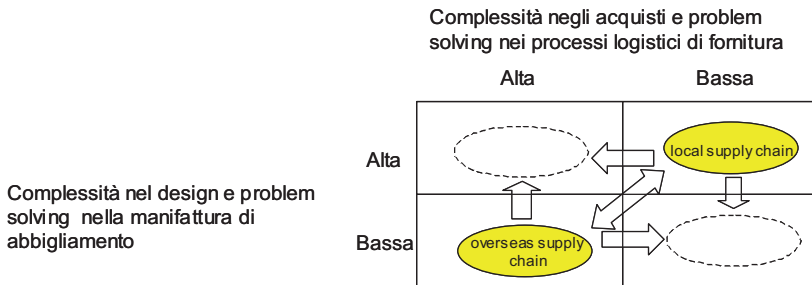 Complessità negli acquisti e problem
solving nei processi logistici di fornitura
Alta Bassa
Alta
local supply chain
Complessità nel design e problem
solving nella manifattura di
abbigliamento
Bassa
overseas supply
chain